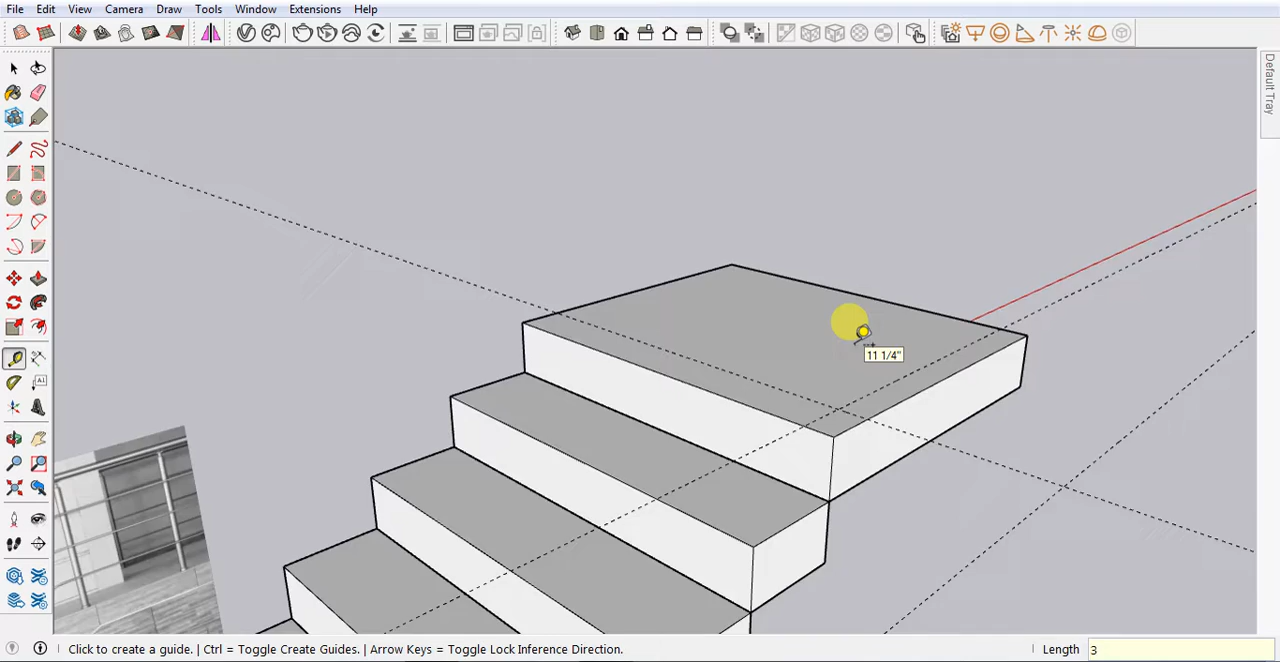 File Edit View Camera Draw Tools Window Extensions Help
Default Tray
11 1/4"
A1
Click to create a guide. | Ctrl = Toggle Create Guides. | Arrow Keys = Toggle Lock Inference Direction. Length 3